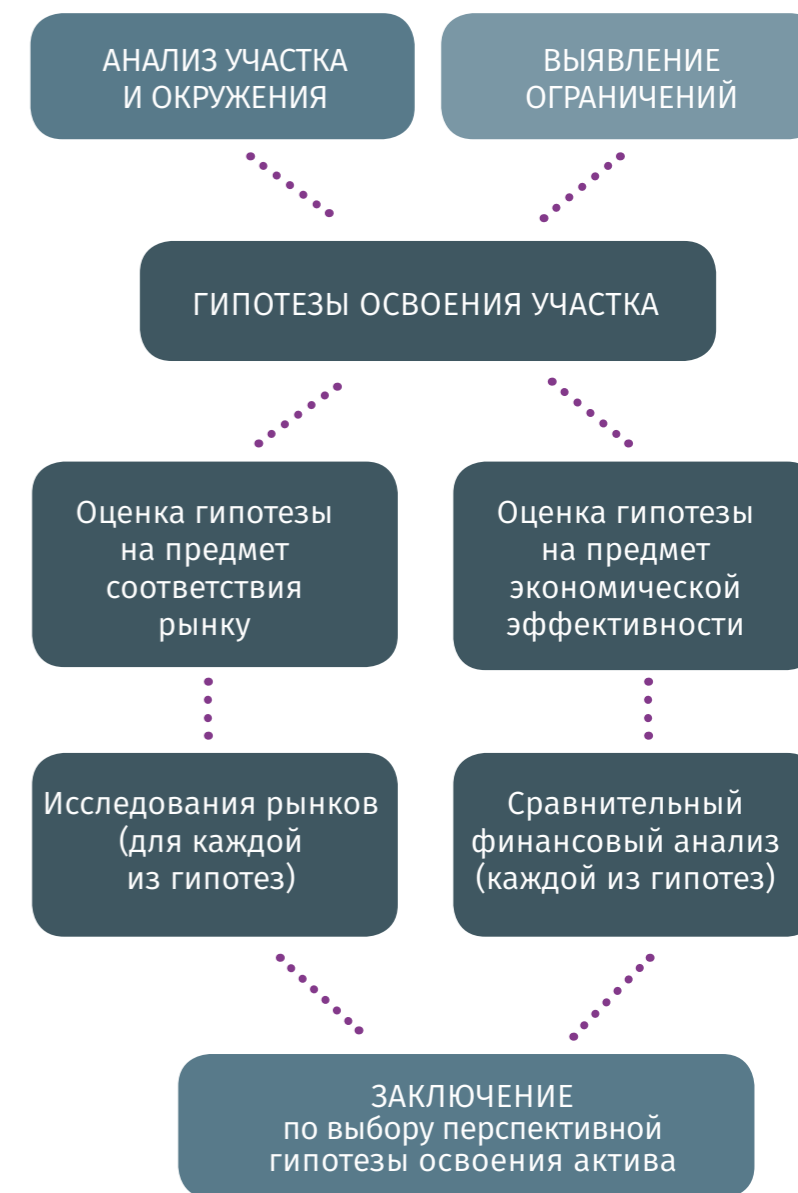 АНАЛИЗ УЧАСТКА
И ОКРУЖЕНИЯ
ВЫЯВЛЕНИЕ
ОГРАНИЧЕНИЙ
ГИПОТЕЗЫ ОСВОЕНИЯ УЧАСТКА
Оценка гипотезы
на предмет
соответствия
рынку
Оценка гипотезы
на предмет
экономической
эффективности
Исследования рынков
(для каждой
из гипотез)
Сравнительный
финансовый анализ
(каждой из гипотез)
ЗАКЛЮЧЕНИЕ
по выбору перспективной
гипотезы освоения актива